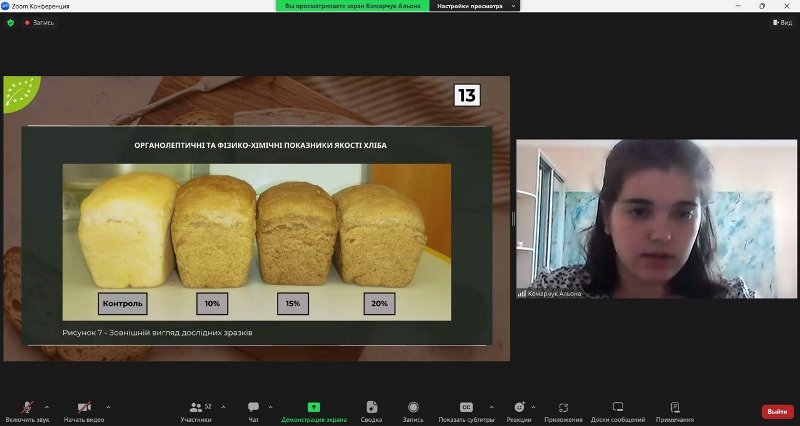 Zoom Конференция
Вы просматриваете экран Комарчук Альона
Настройки просмотра
Запись
Вид
13
ОРГАНОЛЕПТИЧНІ ТА ФІЗИКО-ХІМІЧНІ ПОКАЗНИКИ ЯКОСТІ ХЛІБА
Контроль
10%
15%
20%
Рисунок 7 - Зовнішній вигляд дослідних зразків
Комарчук Альона
Включить звук
Начать видео
52
Участники
Чат
Демонстрация экрана
Сводка
Запись
CC
Показать субтитры
Реакции
Приложения
Доски сообщений
Примечания
Выйти